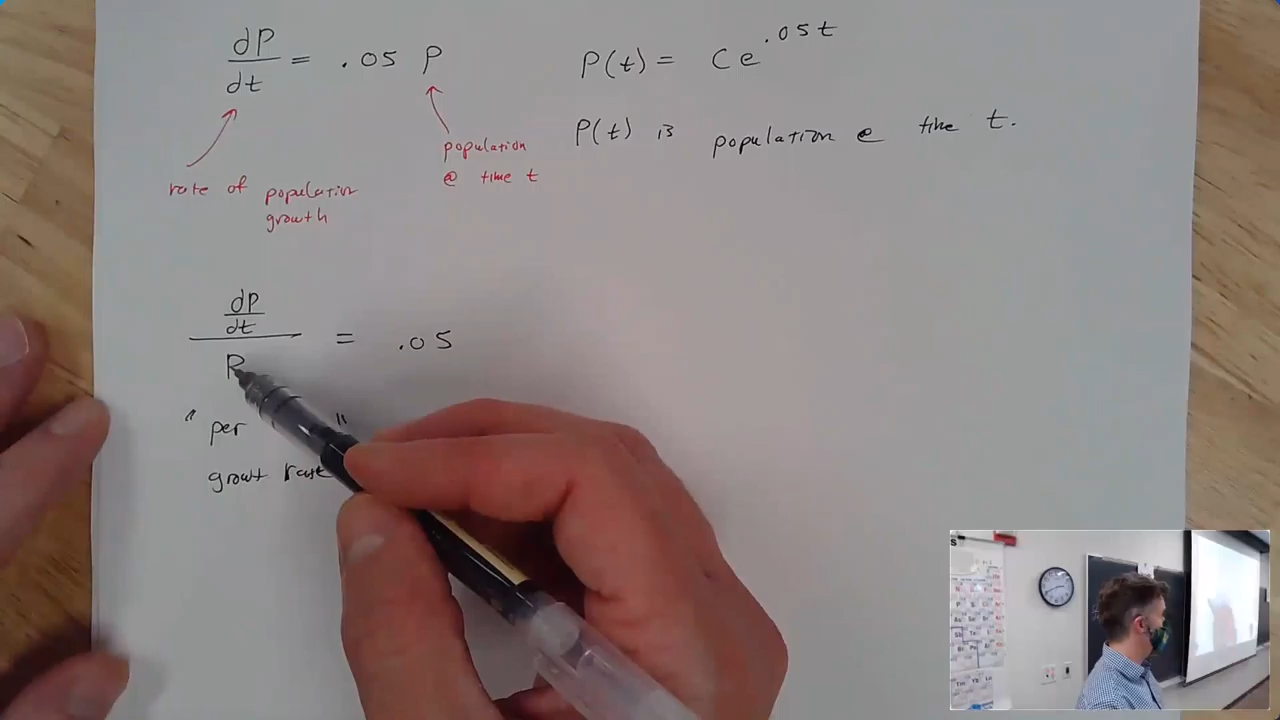 dP/dt = .05 P
P(t) = Ce^.05t
P(t) is population @ time t.
population
@ time t
rate of population
growth
dP/dt / P = .05
" per "
growt rate